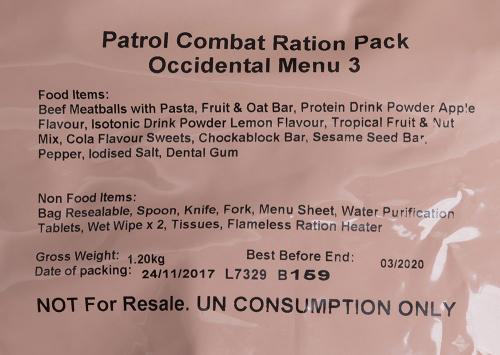 Patrol Combat Ration Pack
Occidental Menu 3
Food Items:
Beef Meatballs with Pasta, Fruit & Oat Bar, Protein Drink Powder Apple
Flavour, Isotonic Drink Powder Lemon Flavour, Tropical Fruit & Nut
Mix, Cola Flavour Sweets, Chockablock Bar, Sesame Seed Bar,
Pepper, Iodised Salt, Dental Gum
Non Food Items:
Bag Resealable, Spoon, Knife, Fork, Menu Sheet, Water Purification
Tablets, Wet Wipe x 2, Tissues, Flameless Ration Heater
Gross Weight: 1.20kg Best Before End: 03/2020
Date of packing: 24/11/2017 L7329 B159
NOT For Resale. UN CONSUMPTION ONLY